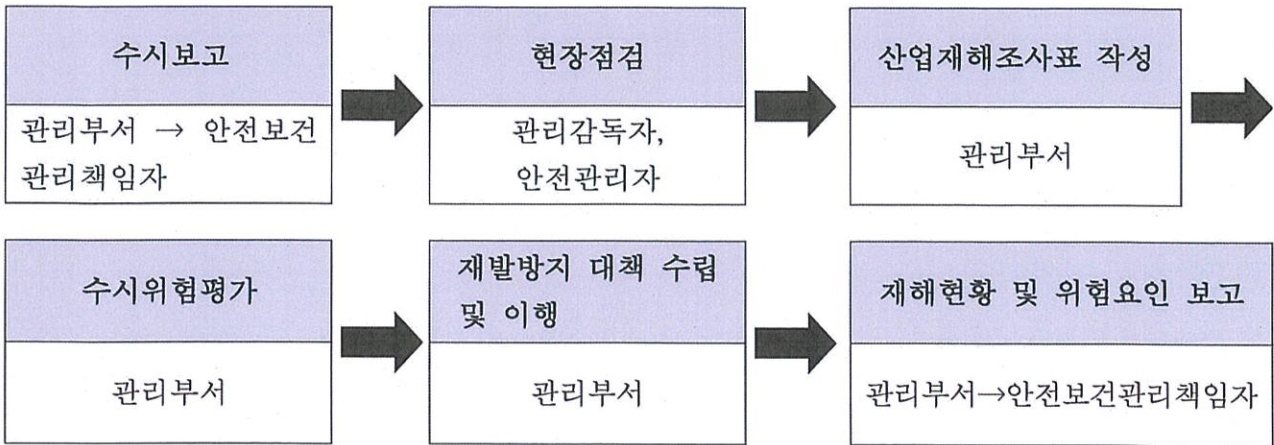 수시보고
관리부서 → 안전보건
관리책임자
현장점검
관리감독자,
안전관리자
산업재해조사표 작성
관리부서
수시위험평가
관리부서
재발방지 대책 수립
및 이행
관리부서
재해현황 및 위험요인 보고
관리부서→안전보건관리책임자